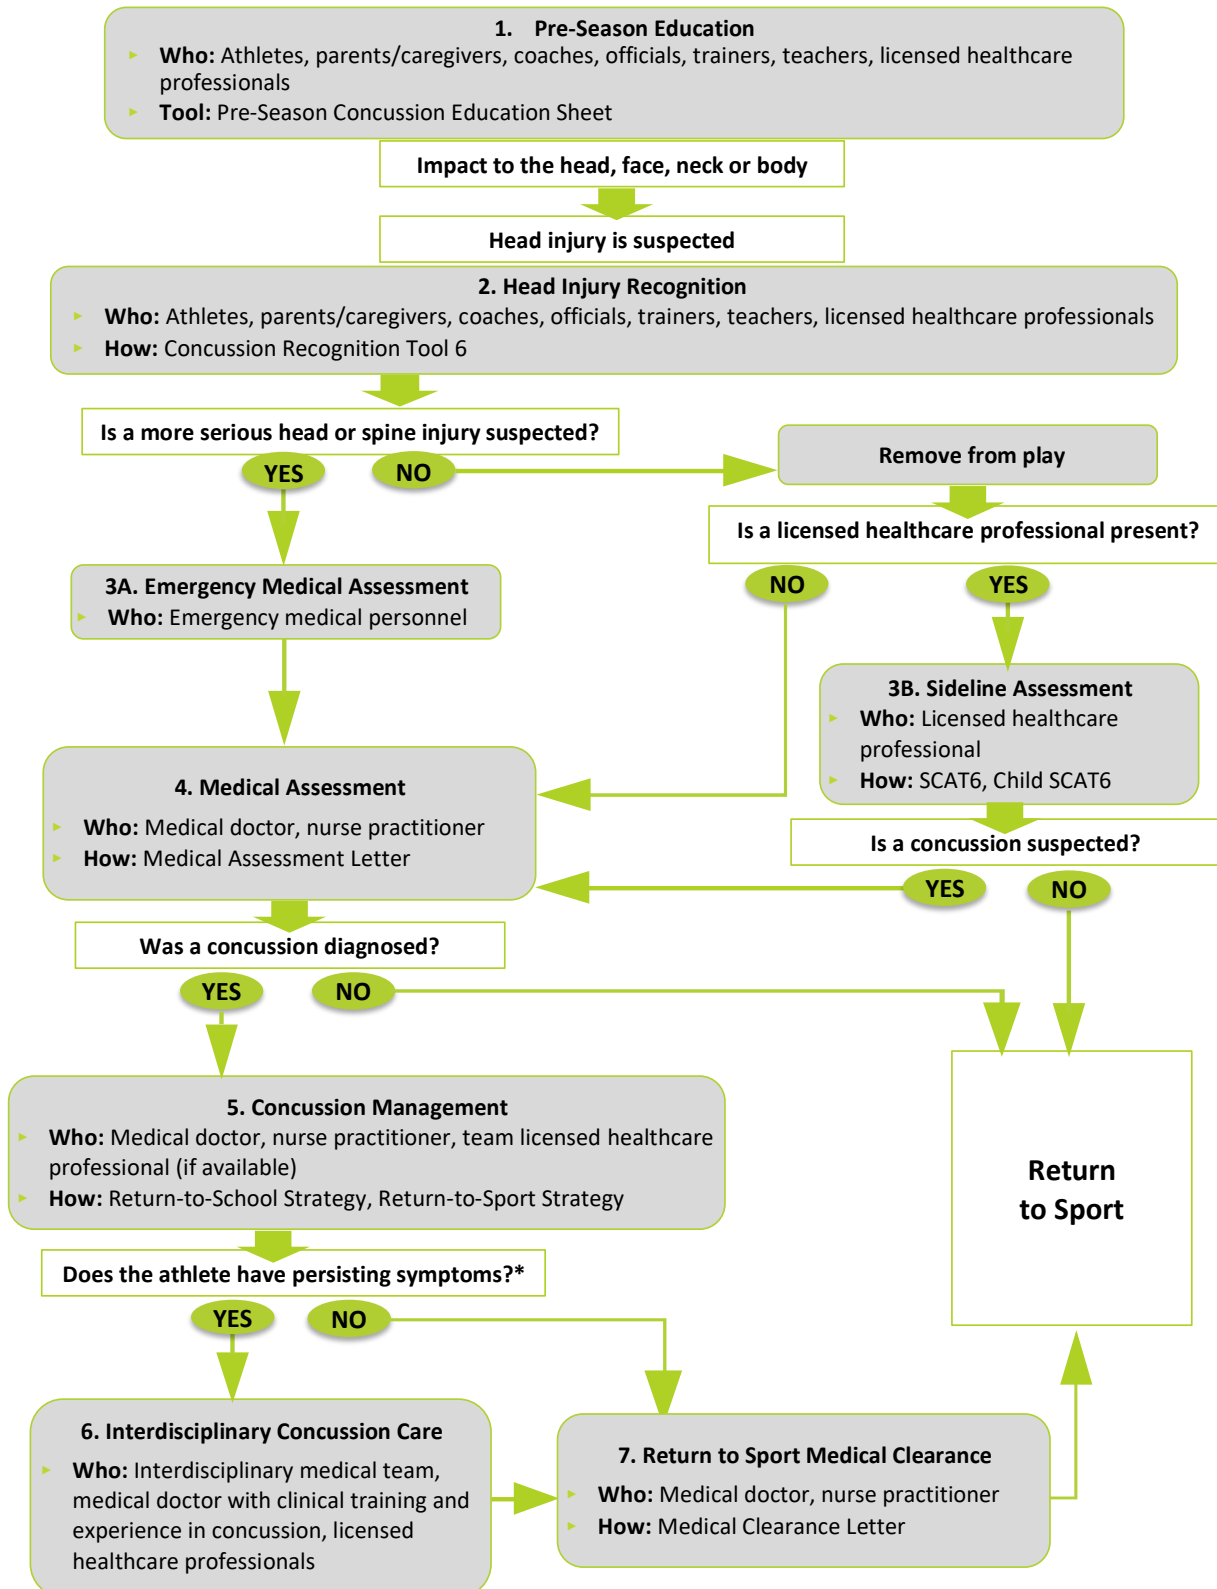 1. Pre-Season Education
▸ Who: Athletes, parents/caregivers, coaches, officials, trainers, teachers, licensed healthcare
professionals
▸ Tool: Pre-Season Concussion Education Sheet
Impact to the head, face, neck or body
Head injury is suspected
2. Head Injury Recognition
▸ Who: Athletes, parents/caregivers, coaches, officials, trainers, teachers, licensed healthcare professionals
▸ How: Concussion Recognition Tool 6
Is a more serious head or spine injury suspected?
YES
NO
Remove from play
Is a licensed healthcare professional present?
NO
YES
3A. Emergency Medical Assessment
▸ Who: Emergency medical personnel
3B. Sideline Assessment
▸ Who: Licensed healthcare
professional
▸ How: SCAT6, Child SCAT6
4. Medical Assessment
▸ Who: Medical doctor, nurse practitioner
▸ How: Medical Assessment Letter
Is a concussion suspected?
YES
NO
Was a concussion diagnosed?
YES
NO
5. Concussion Management
▸ Who: Medical doctor, nurse practitioner, team licensed healthcare
professional (if available)
▸ How: Return-to-School Strategy, Return-to-Sport Strategy
Return
to Sport
Does the athlete have persisting symptoms?*
YES
NO
6. Interdisciplinary Concussion Care
▸ Who: Interdisciplinary medical team,
medical doctor with clinical training and
experience in concussion, licensed
healthcare professionals
7. Return to Sport Medical Clearance
▸ Who: Medical doctor, nurse practitioner
▸ How: Medical Clearance Letter